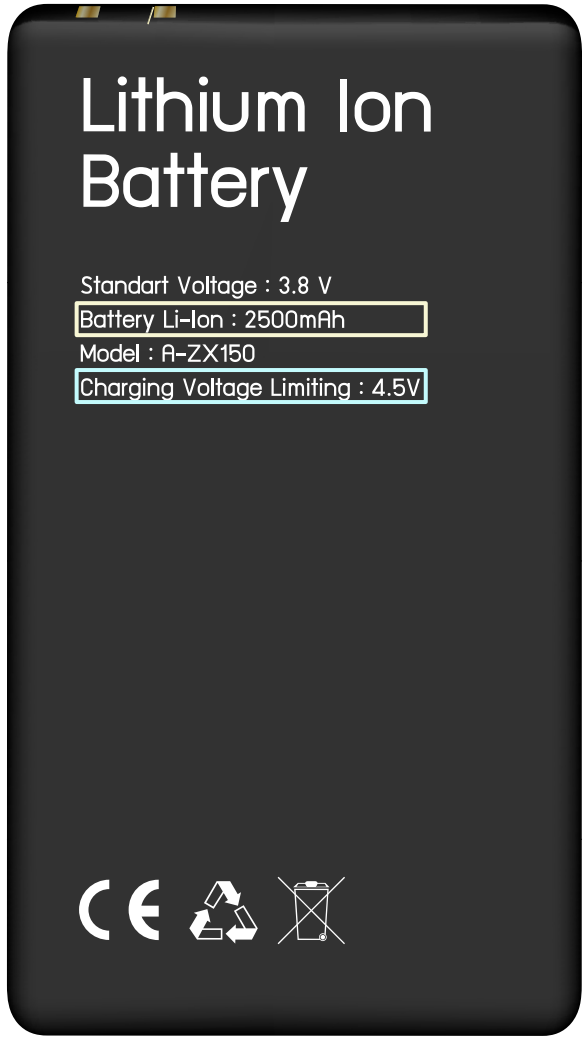 Lithium Ion
Battery
Standart Voltage : 3.8 V
Battery Li-Ion : 2500mAh
Model : A-ZX150
Charging Voltage Limiting : 4.5V
CE